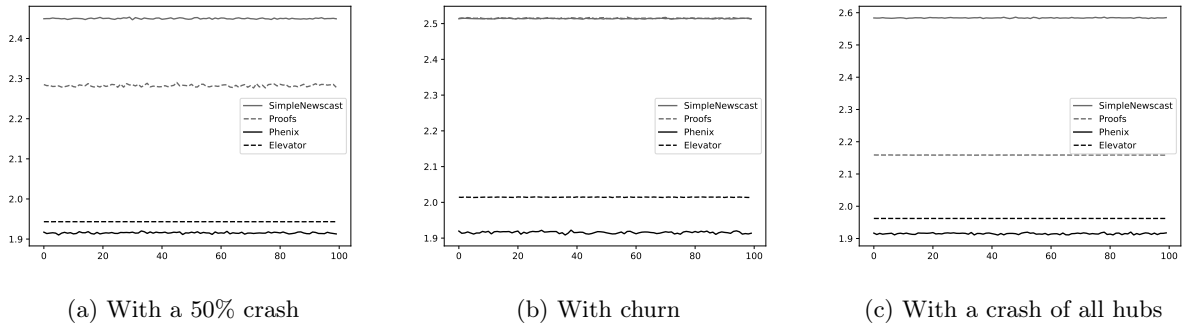 2.4
2.3
2.2
2.1
2.0
1.9
0
20
40
60
80
100
SimpleNewscast
Proofs
Phenix
Elevator
(a) With a 50% crash
2.5
2.4
2.3
2.2
2.1
2.0
1.9
0
20
40
60
80
100
SimpleNewscast
Proofs
Phenix
Elevator
(b) With churn
2.6
2.5
2.4
2.3
2.2
2.1
2.0
1.9
0
20
40
60
80
100
SimpleNewscast
Proofs
Phenix
Elevator
(c) With a crash of all hubs